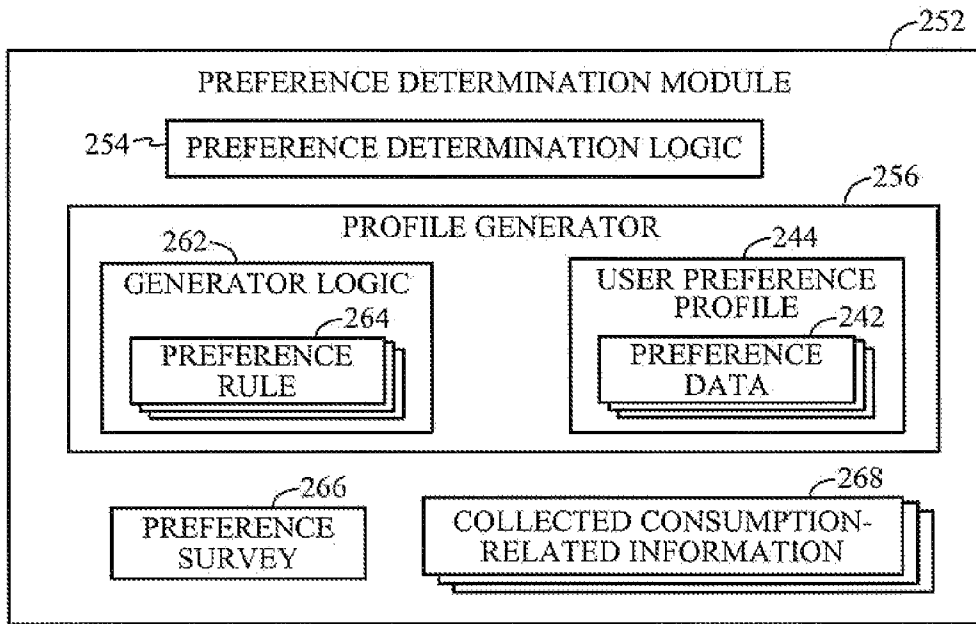 252
PREFERENCE DETERMINATION MODULE
254
PREFERENCE DETERMINATION LOGIC
256
PROFILE GENERATOR
262
GENERATOR LOGIC
264
PREFERENCE
RULE
244
USER PREFERENCE
PROFILE
242
PREFERENCE
DATA
266
PREFERENCE
SURVEY
268
COLLECTED CONSUMPTION-
RELATED INFORMATION